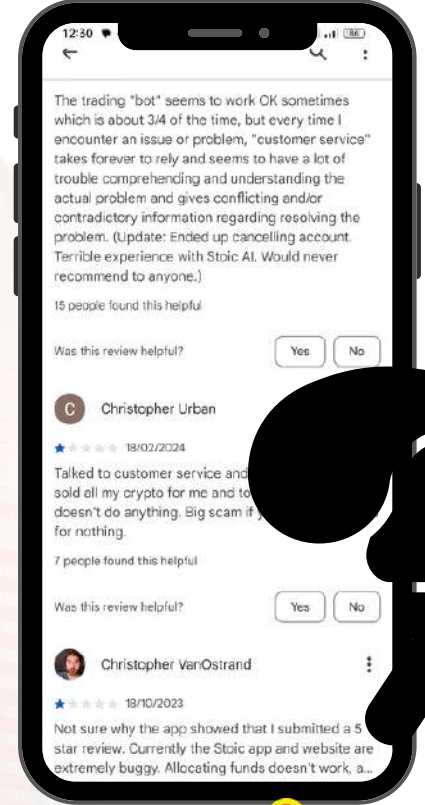 12:30
The trading "bot" seems to work OK sometimes
which is about 3/4 of the time, but every time I
encounter an issue or problem, "customer service"
takes forever to rely and seems to have a lot of
trouble comprehending and understanding the
actual problem and gives conflicting and/or
contradictory information regarding resolving the
problem. (Update: Ended up cancelling account.
Terrible experience with Stoic AI. Would never
recommend to anyone.)
15 people found this helpful
Was this review helpful?
Yes
No
C
Christopher Urban
18/02/2024
Talked to customer service and
sold all my crypto for me and
doesn't do anything. Big scam if
for nothing.
7 people found this helpful
Was this review helpful?
Yes
No
Christopher VanOstrand
18/10/2023
Not sure why the app showed that I submitted a 5
star review. Currently the Stoic app and website are
extremely buggy. Allocating funds doesn't work, a...